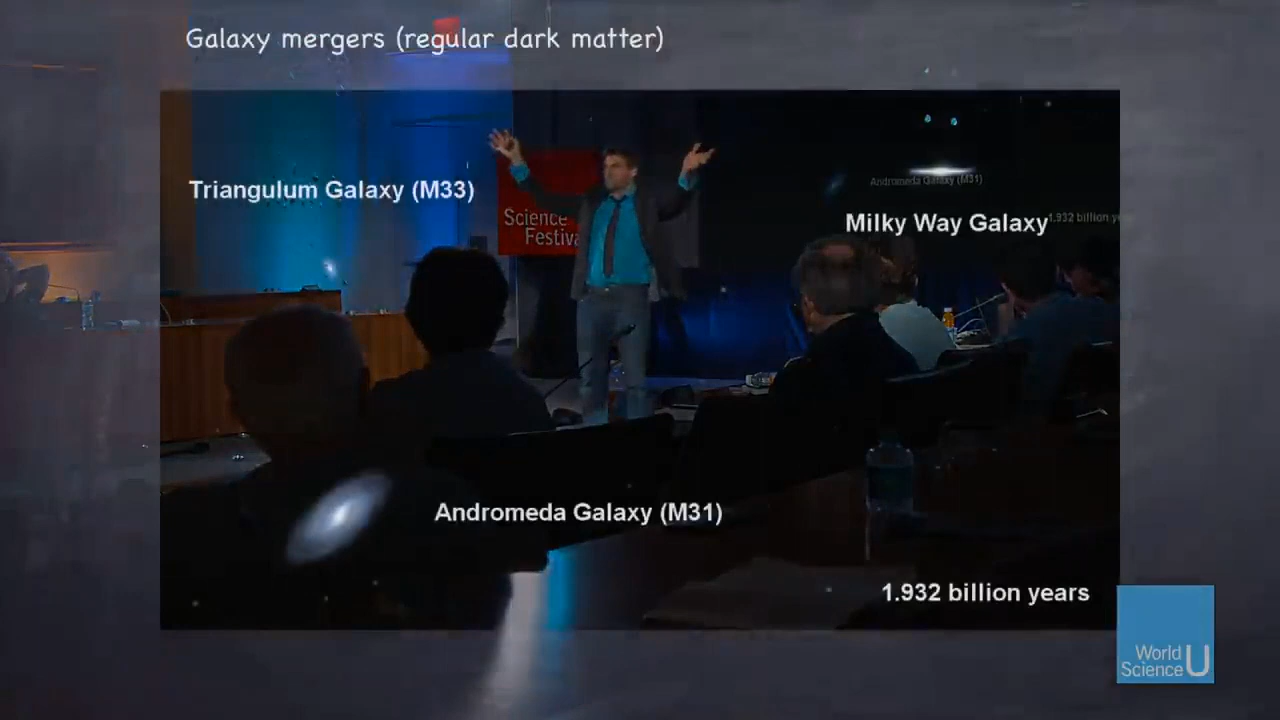 Galaxy mergers (regular dark matter)
Triangulum Galaxy (M33)
Andromeda Galaxy (M31)
Milky Way Galaxy
1.932 billion y
Science
Festiva
Andromeda Galaxy (M31)
1.932 billion years
World
Science U